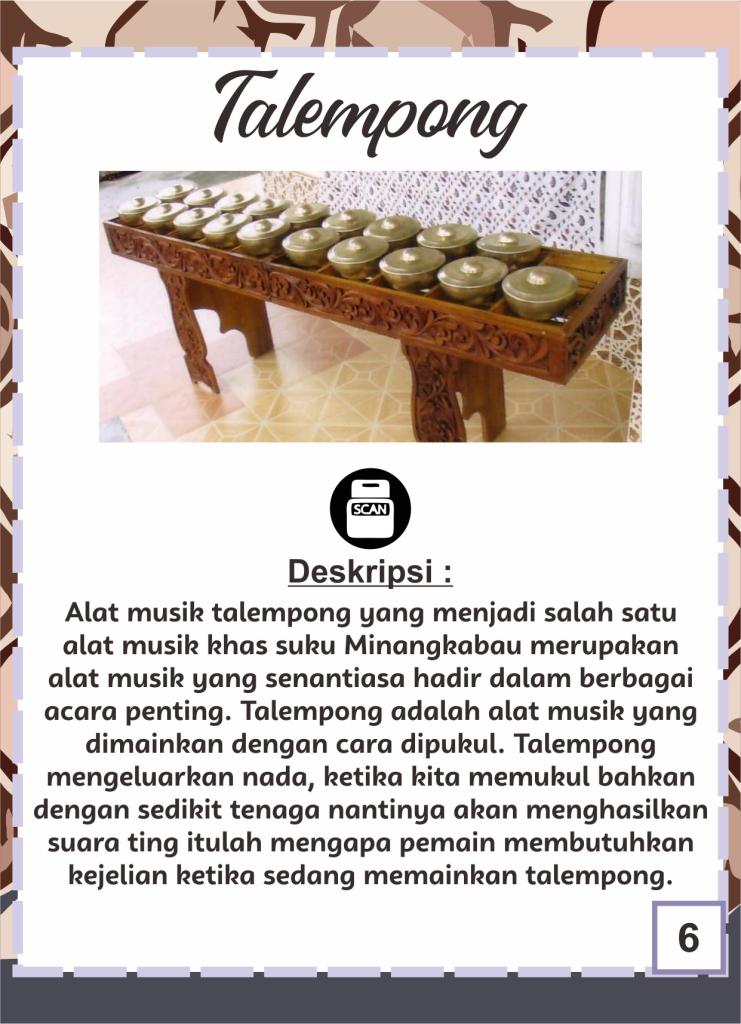 Talempong
SCAN
Deskripsi :
Alat musik talempong yang menjadi salah satu
alat musik khas suku Minangkabau merupakan
alat musik yang senantiasa hadir dalam berbagai
acara penting. Talempong adalah alat musik yang
dimainkan dengan cara dipukul. Talempong
mengeluarkan nada, ketika kita memukul bahkan
dengan sedikit tenaga nantinya akan menghasilkan
suara ting itulah mengapa pemain membutuhkan
kejelian ketika sedang memainkan talempong.
6